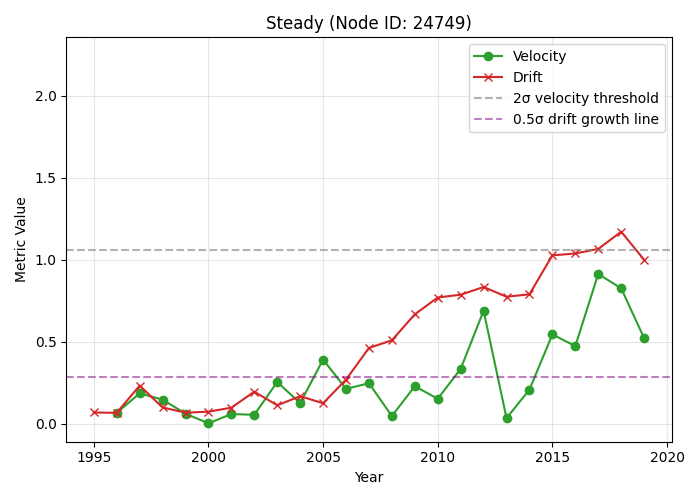 Steady (Node ID: 24749)
Velocity
Drift
2σ velocity threshold
0.5σ drift growth line
Metric Value
2.0
1.5
1.0
0.5
0.0
1995 2000 2005 2010 2015 2020
Year